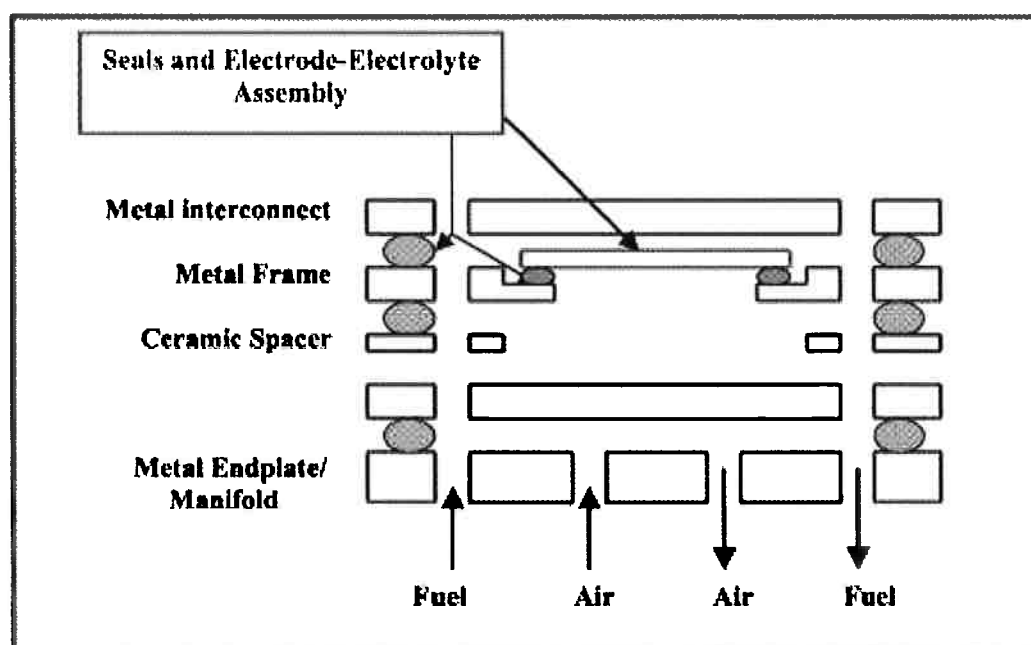 Seals and Electrode-Electrolyte
Assembly
Metal interconnect
Metal Frame
Ceramic Spacer
Metal Endplate/
Manifold
Fuel Air Air Fuel